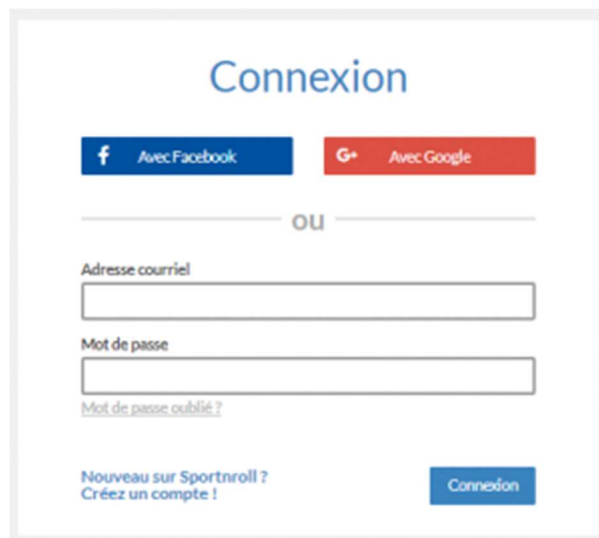 Connexion
f Avec Facebook
G+ Avec Google
ou
Adresse courriel
Mot de passe
Mot de passe oublié ?
Nouveau sur Sportnroll ?
Créez un compte !
Connexion